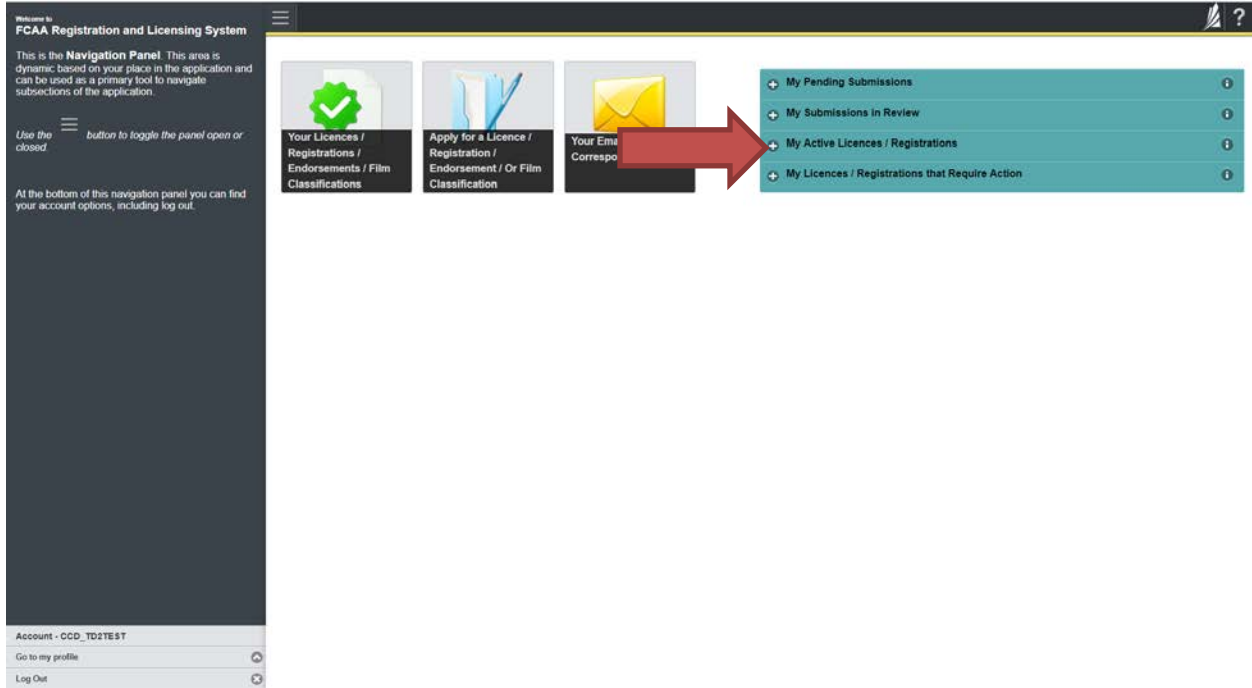 Welcome to
FCAA Registration and Licensing System
This is the Navigation Panel. This area is
dynamic based on your place in the application and
can be used as a primary tool to navigate
subsections of the application.
Use the button to toggle the panel open or
closed.
At the bottom of this navigation panel you can find
your account options, including log out.
Account - CCD_TD2TEST
Go to my profile
Log Out
?
Your Licences /
Registrations /
Endorsements / Film
Classifications
Apply for a Licence /
Registration /
Endorsement / Or Film
Classification
Your Ema
Correspo
My Pending Submissions
My Submissions in Review
My Active Licences / Registrations
My Licences / Registrations that Require Action